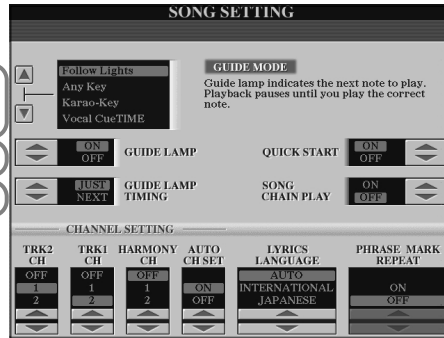 SONG SETTING
Follow Lights
Any Key
Karao-Key
Vocal CueTIME
GUIDE MODE
Guide lamp indicates the next note to play.
Playback pauses until you play the correct
note.
ON
OFF
GUIDE LAMP
QUICK START
ON
OFF
JUST
NEXT
GUIDE LAMP
TIMING
SONG
CHAIN PLAY
ON
OFF
CHANNEL SETTING
TRK2
CH
OFF
1
2
TRK1
CH
OFF
1
2
HARMONY
CH
OFF
1
2
AUTO
CH SET
ON
OFF
LYRICS
LANGUAGE
AUTO
INTERNATIONAL
JAPANESE
PHRASE MARK
REPEAT
ON
OFF